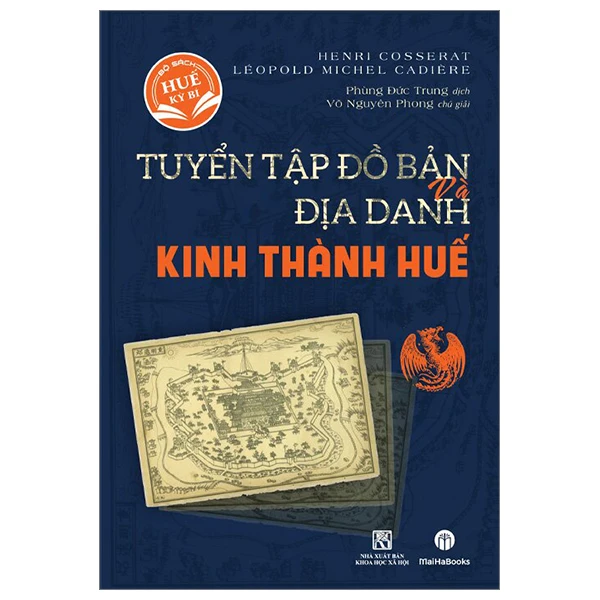 BỘ SÁCH
HUẾ
KỲ BÍ
HENRI COSSERAT
LÉOPOLD MICHEL CADIÈRE
Phùng Đức Trung dịch
Võ Nguyên Phong chú giải
TUYỂN TẬP ĐỒ BẢN
Và
ĐỊA DANH
KINH THÀNH HUẾ
NHÀ XUẤT BẢN
KHOA HỌC XÃ HỘI
MaiHaBooks